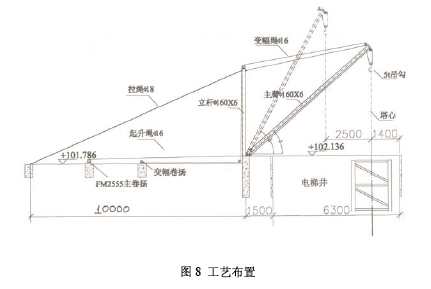 变幅绳φ16
5t吊勾
控绳φ18
立杆φ160X6
主臂φ160X6
塔心
起升绳φ16
2500
1400
+101.786
+102.136
FM2555主卷扬
变幅卷扬
电梯井
10000
1500
6300
图8 工艺布置